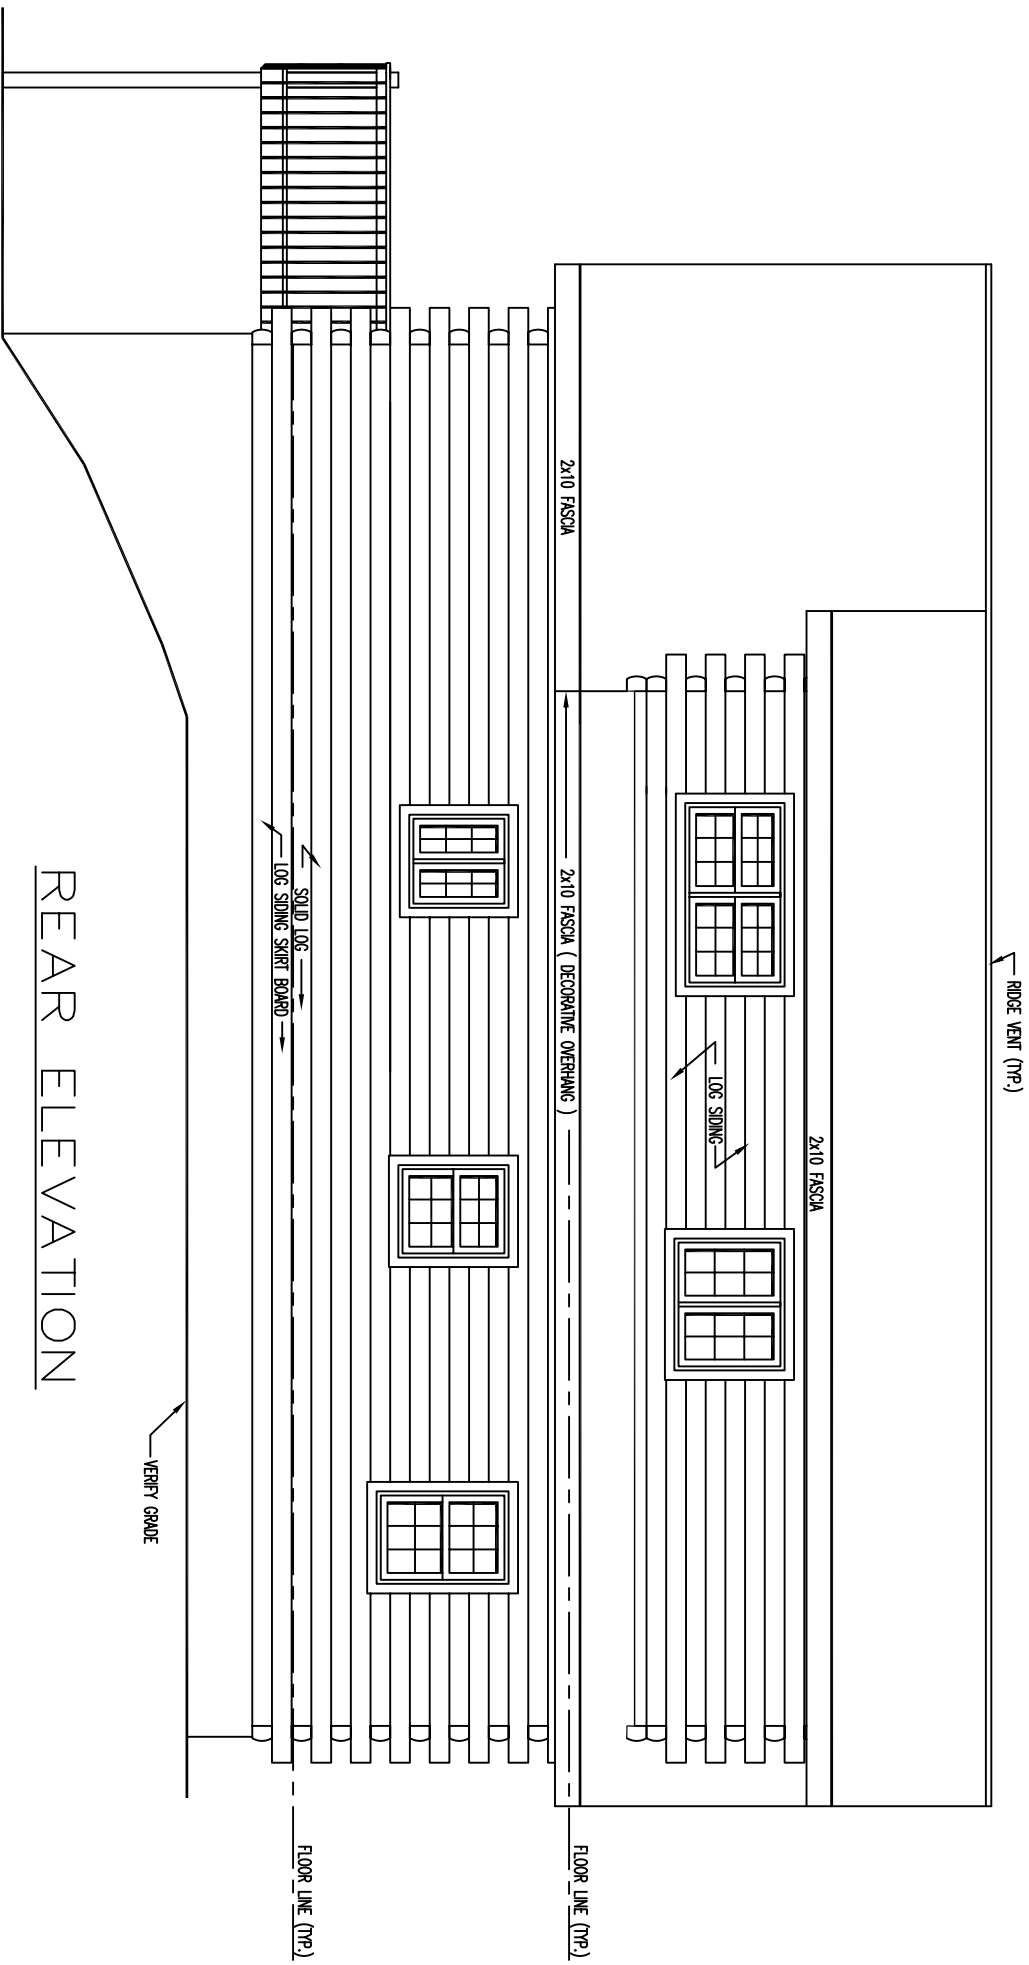 RIDGE VENT (TYP.)
2x10 FASCIA
LOG SIDING
2x10 FASCIA
2x10 FASCIA ( DECORATIVE OVERHANG )
FLOOR LINE (TYP.)
SOLID LOG
LOG SIDING SKIRT BOARD
FLOOR LINE (TYP.)
VERIFY GRADE
REAR ELEVATION